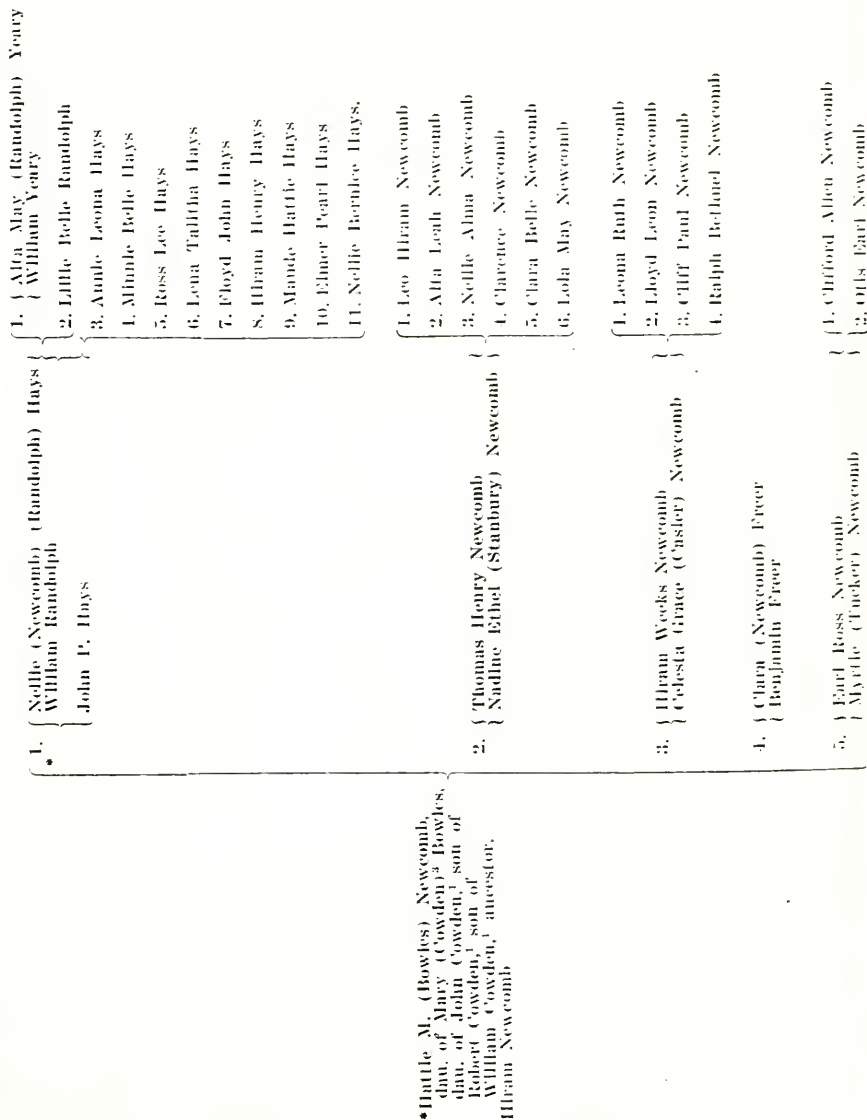 *Hattie M. (Bowles) Newcomb,
dau. of Mary (Cowden)³ Bowles,
dau. of John Cowden,¹ son of
Robert Cowden,¹ son of
William Cowden,¹ ancestor.
Hiram Newcomb
* 1. Nellie (Newcomb) (Randolph) Hays
William Randolph
John P. Hays
1. Alta May (Randolph) Yeary
William Yeary
2. Little Belle Randolph
3. Annie Leona Hays
4. Minnie Belle Hays
5. Ross Lee Hays
6. Lena Talitha Hays
7. Floyd John Hays
8. Hiram Henry Hays
9. Maude Hattie Hays
10. Elmer Pearl Hays
11. Nellie Bernice Hays.
2. Thomas Henry Newcomb
Nadine Ethel (Stanbury) Newcomb
1. Leo Hiram Newcomb
2. Alta Leah Newcomb
3. Nellie Alma Newcomb
4. Clarence Newcomb
5. Clara Belle Newcomb
6. Lola May Newcomb
3. Hiram Weeks Newcomb
Celesta Grace (Casler) Newcomb
1. Leona Ruth Newcomb
2. Lloyd Leon Newcomb
3. Cliff Paul Newcomb
4. Ralph Bethuel Newcomb
4. Clara (Newcomb) Freer
Benjamin Freer
5. Earl Ross Newcomb
Myrtle (Tucker) Newcomb
1. Clifford Allen Newcomb
2. Otis Earl Newcomb